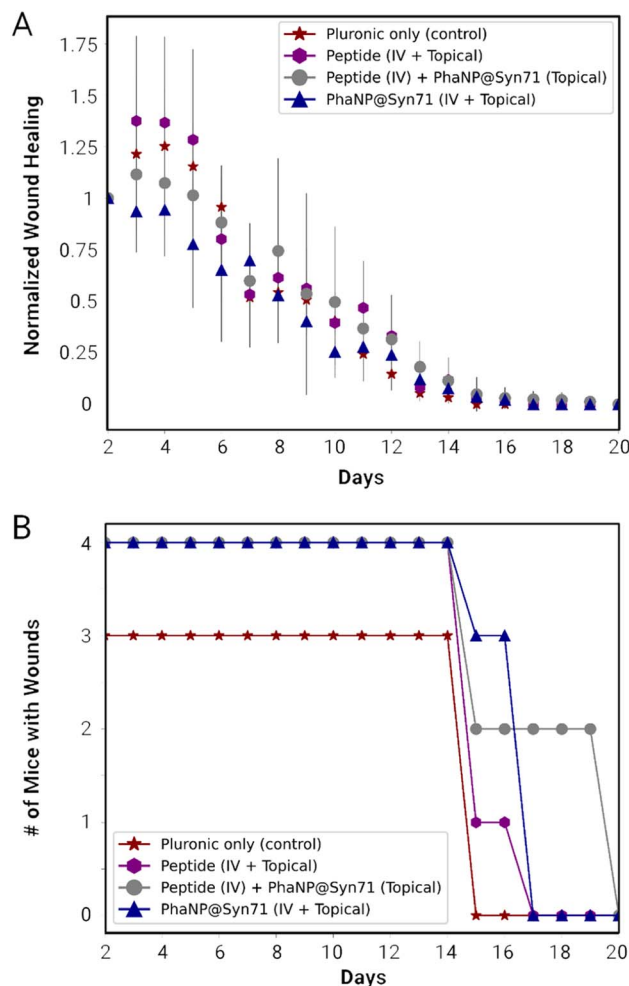 A
Normalized Wound Healing
1.75
1.5
1.25
1
0.75
0.5
0.25
0
Pluronic only (control)
Peptide (IV + Topical)
Peptide (IV) + PhaNP@Syn71 (Topical)
PhaNP@Syn71 (IV + Topical)
2 4 6 8 10 12 14 16 18 20
Days
B
# of Mice with Wounds
4
3
2
1
0
Pluronic only (control)
Peptide (IV + Topical)
Peptide (IV) + PhaNP@Syn71 (Topical)
PhaNP@Syn71 (IV + Topical)
2 4 6 8 10 12 14 16 18 20
Days